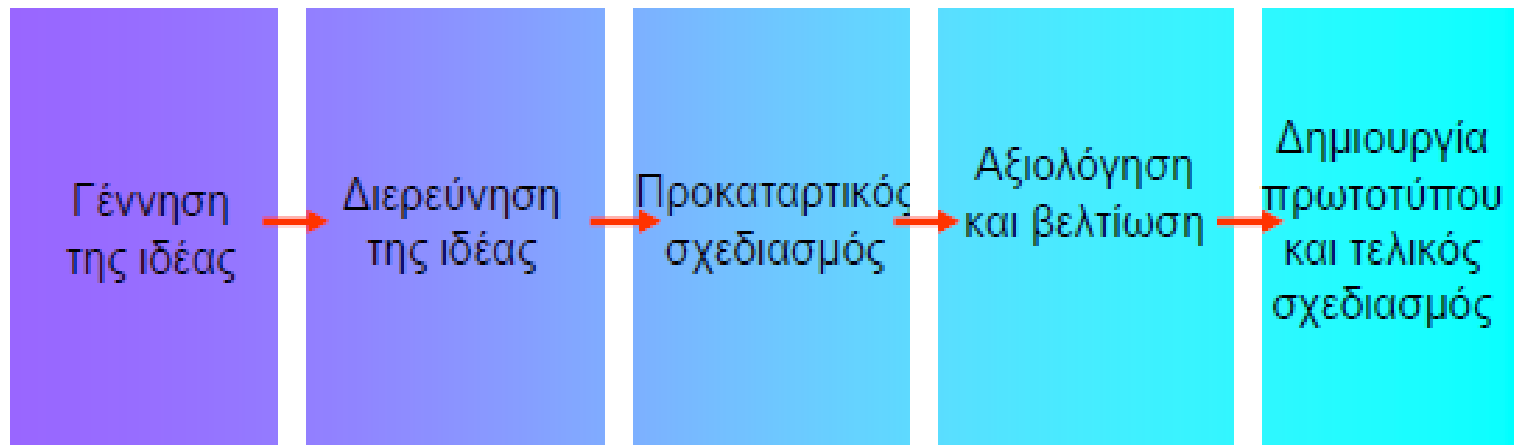 Γέννηση
της ιδέας
Διερεύνηση
της ιδέας
Προκαταρτικός
σχεδιασμός
Αξιολόγηση
και βελτίωση
Δημιουργία
πρωτοτύπου
και τελικός
σχεδιασμός